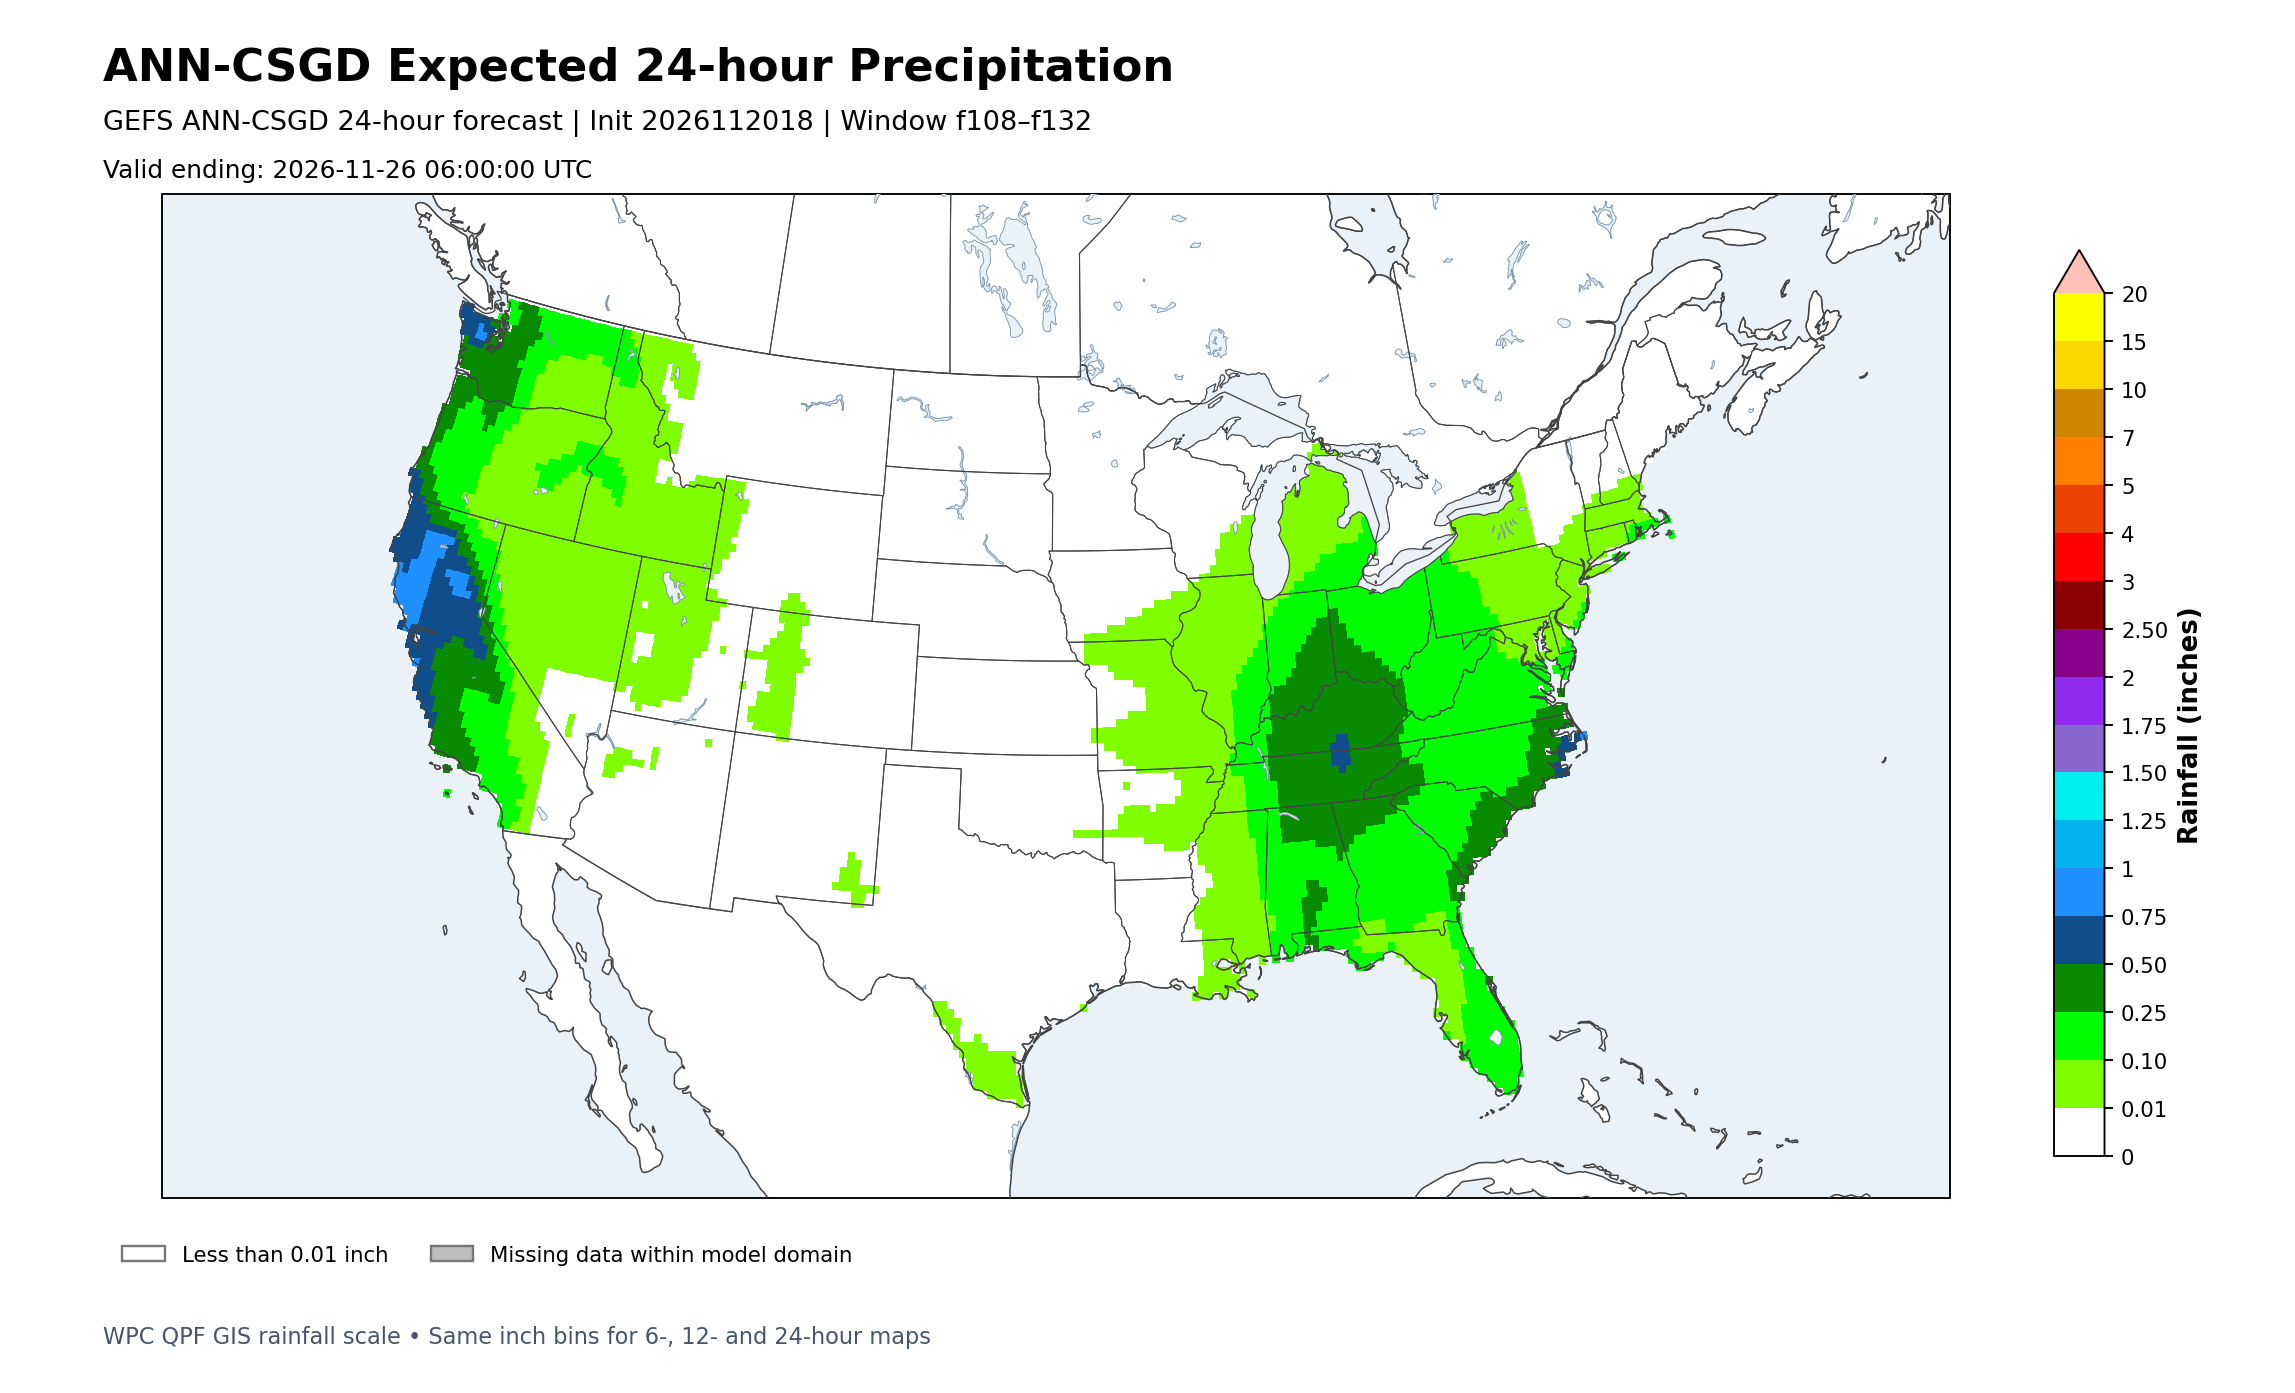 ANN-CSGD Expected 24-hour Precipitation
GEFS ANN-CSGD 24-hour forecast | Init 2026112018 | Window f108–f132
Valid ending: 2026-11-26 06:00:00 UTC
20
15
10
7
5
4
3
2.50
2
1.75
1.50
1.25
1
0.75
0.50
0.25
0.10
0.01
0
Rainfall (inches)
Less than 0.01 inch
Missing data within model domain
WPC QPF GIS rainfall scale • Same inch bins for 6-, 12- and 24-hour maps